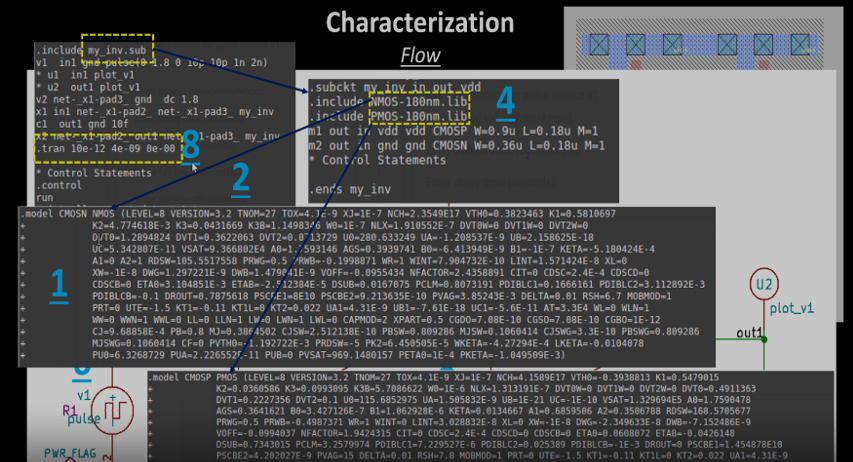 Characterization
Flow
.include my_inv.sub
v1 in1 gnd pulse(0 1.8 0 10p 10p 1n 2n)
* u1 in1 plot_v1
* u2 out1 plot_v1
v2 net-_x1-pad3_ gnd dc 1.8
x1 in1 net-_x1-pad2_ net-_x1-pad3_ my_inv
c1 out1 gnd 10f
x2 net-_x1-pad2_ out1 net-_x1-pad3_ my_inv
.tran 10e-12 4e-09 0e-00
* Control Statements
.control
run
8
2
.subckt my_inv in out vdd
.include NMOS-180nm.lib
.include PMOS-180nm.lib
m1 out in vdd vdd CMOSP W=0.9u L=0.18u M=1
m2 out in gnd gnd CMOSN W=0.36u L=0.18u M=1
* Control Statements
.ends my_inv
4
.model CMOSN NMOS (LEVEL=8 VERSION=3.2 TNOM=27 TOX=4.1E-9 XJ=1E-7 NCH=2.3549E17 VTH0=0.3823463 K1=0.5810697
+ K2=4.774618E-3 K3=0.0431669 K3B=1.1498346 W0=1E-7 NLX=1.910552E-7 DVT0W=0 DVT1W=0 DVT2W=0
+ DVT0=1.2894824 DVT1=0.3622063 DVT2=0.0713729 U0=280.633249 UA=-1.208537E-9 UB=2.158625E-18
+ UC=5.342807E-11 VSAT=9.366802E4 A0=1.7593146 AGS=0.3939741 B0=-6.413949E-9 B1=-1E-7 KETA=-5.180424E-4
+ A1=0 A2=1 RDSW=105.5517558 PRWG=0.5 PRWB=-0.1998871 WR=1 WINT=7.904732E-10 LINT=1.571424E-8 XL=0
+ XW=-1E-8 DWG=1.297221E-9 DWB=1.479041E-9 VOFF=-0.0955434 NFACTOR=2.4358891 CIT=0 CDSC=2.4E-4 CDSCD=0
+ CDSCB=0 ETA0=3.104851E-3 ETAB=-2.512384E-5 DSUB=0.0167075 PCLM=0.8073191 PDIBLC1=0.1666161 PDIBLC2=3.112892E-3
+ PDIBLCB=-0.1 DROUT=0.7875618 PSCBE1=8E10 PSCBE2=9.213635E-10 PVAG=3.85243E-3 DELTA=0.01 RSH=6.7 MOBMOD=1
+ PRT=0 UTE=-1.5 KT1=-0.11 KT1L=0 KT2=0.022 UA1=4.31E-9 UB1=-7.61E-18 UC1=-5.6E-11 AT=3.3E4 WL=0 WLN=1
+ WW=0 WWN=1 WWL=0 LL=0 LLN=1 LW=0 LWN=1 LWL=0 CAPMOD=2 XPART=0.5 CGDO=7.08E-10 CGSO=7.08E-10 CGBO=1E-12
+ CJ=9.68858E-4 PB=0.8 MJ=0.3864502 CJSW=2.512138E-10 PBSW=0.809286 MJSW=0.1060414 CJSWG=3.3E-10 PBSWG=0.809286
+ MJSWG=0.1060414 CF=0 PVTH0=-1.192722E-3 PRDSW=-5 PK2=6.450505E-5 WKETA=-4.27294E-4 LKETA=-0.0104078
+ PU0=6.3268729 PUA=2.226552E-11 PUB=0 PVSAT=969.1480157 PETA0=1E-4 PKETA=-1.049509E-3)
1
U2
plot_v1
out1
.model CMOSP PMOS (LEVEL=8 VERSION=3.2 TNOM=27 TOX=4.1E-9 XJ=1E-7 NCH=4.1589E17 VTH0=-0.3938813 K1=0.5479015
+ K2=0.0360586 K3=0.0993095 K3B=5.7086622 W0=1E-6 NLX=1.313191E-7 DVT0W=0 DVT1W=0 DVT2W=0 DVT0=0.4911363
+ DVT1=0.2227356 DVT2=0.1 U0=115.6852975 UA=1.505832E-9 UB=1E-21 UC=-1E-10 VSAT=1.329694E5 A0=1.7590478
+ AGS=0.3641621 B0=3.427126E-7 B1=1.062928E-6 KETA=0.0134667 A1=0.6859506 A2=0.3506788 RDSW=168.5705677
+ PRWG=0.5 PRWB=-0.4987371 WR=1 WINT=0 LINT=3.028832E-8 XL=0 XW=-1E-8 DWG=-2.349633E-8 DWB=-7.152486E-9
+ VOFF=-0.0994037 NFACTOR=1.9424315 CIT=0 CDSC=2.4E-4 CDSCD=0 CDSCB=0 ETA0=0.0608072 ETAB=-0.0426148
+ DSUB=0.7343015 PCLM=3.2579974 PDIBLC1=7.229527E-6 PDIBLC2=0.025389 PDIBLCB=-1E-3 DROUT=0 PSCBE1=1.454878E10
+ PSCBE2=4.202027E-9 PVAG=15 DELTA=0.01 RSH=7.8 MOBMOD=1 PRT=0 UTE=-1.5 KT1=-0.11 KT1L=0 KT2=0.022 UA1=4.31E-9
v1
R1
pulse
PWR_FLAG